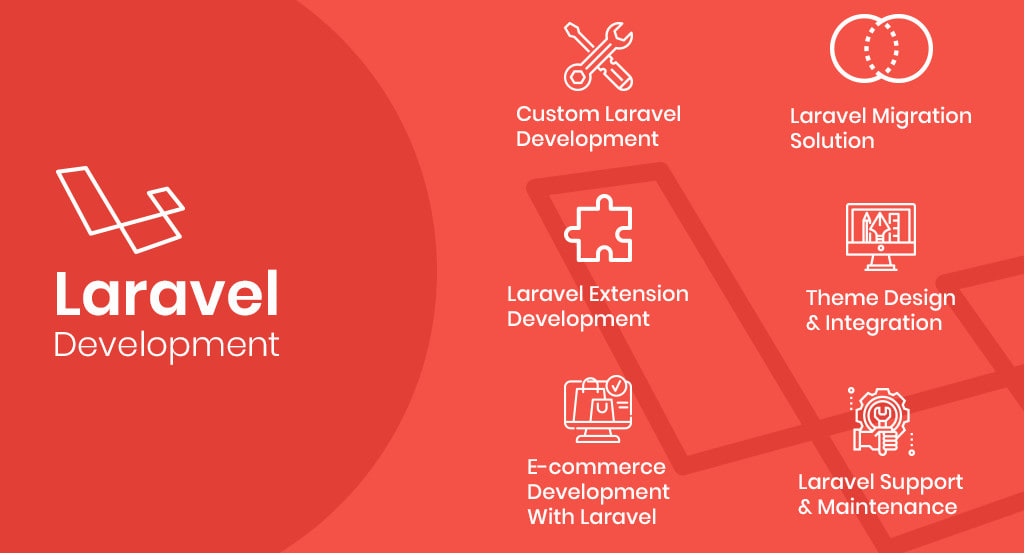 Laravel
Development
Custom Laravel
Development
Laravel Migration
Solution
Laravel Extension
Development
Theme Design
& Integration
E-commerce
Development
With Laravel
Laravel Support
& Maintenance